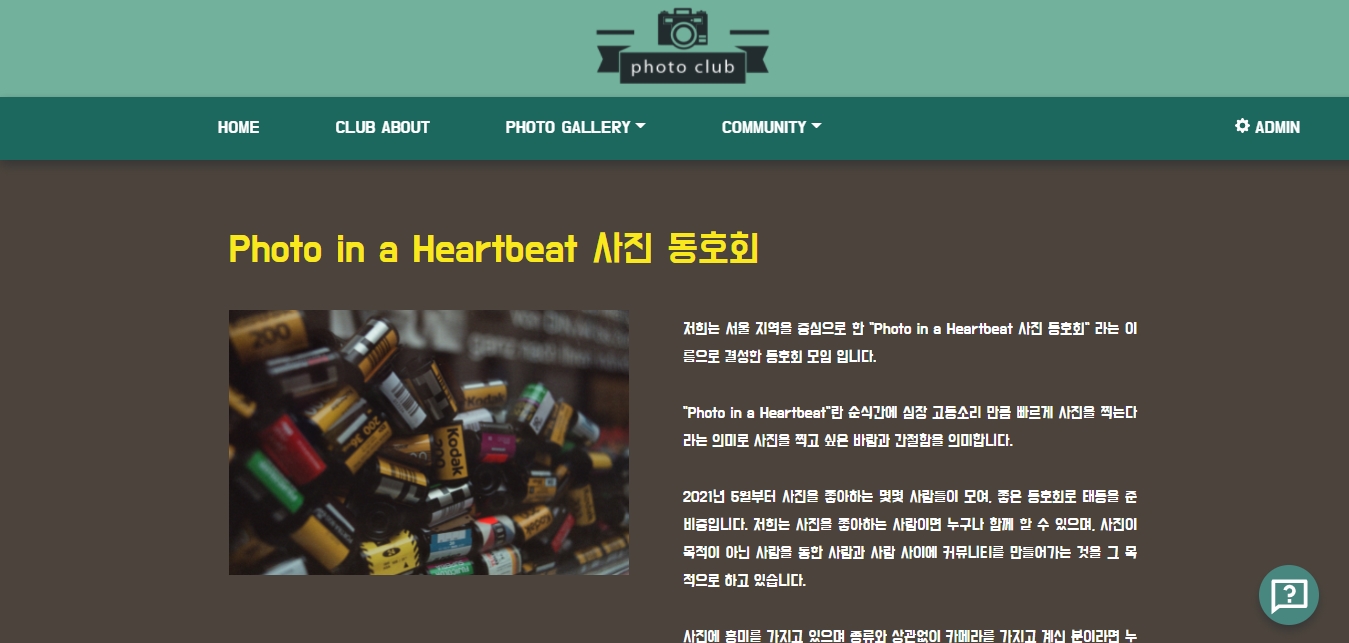 photo club
HOME
CLUB ABOUT
PHOTO GALLERY
COMMUNITY
ADMIN
Photo in a Heartbeat 사진 동호회
200
Kodak
Kodak
200
저희는 서울 지역을 중심으로 한 "Photo in a Heartbeat 사진 동호회" 라는 이
름으로 결성한 동호회 모임 입니다.
"Photo in a Heartbeat"란 순식간에 심장 고동소리 만큼 빠르게 사진을 찍는다
라는 의미로 사진을 찍고 싶은 바람과 간절함을 의미합니다.
2021년 5월부터 사진을 좋아하는 몇몇 사람들이 모여, 좋은 동호회로 태동을 준
비중입니다. 저희는 사진을 좋아하는 사람이면 누구나 함께 할 수 있으며, 사진이
목적이 아닌 사람을 통한 사람과 사람 사이에 커뮤니티를 만들어가는 것을 그 목
적으로 하고 있습니다.
사진에 흥미를 가지고 있으며 종류와 상관없이 카메라를 가지고 계신 분이라면 누